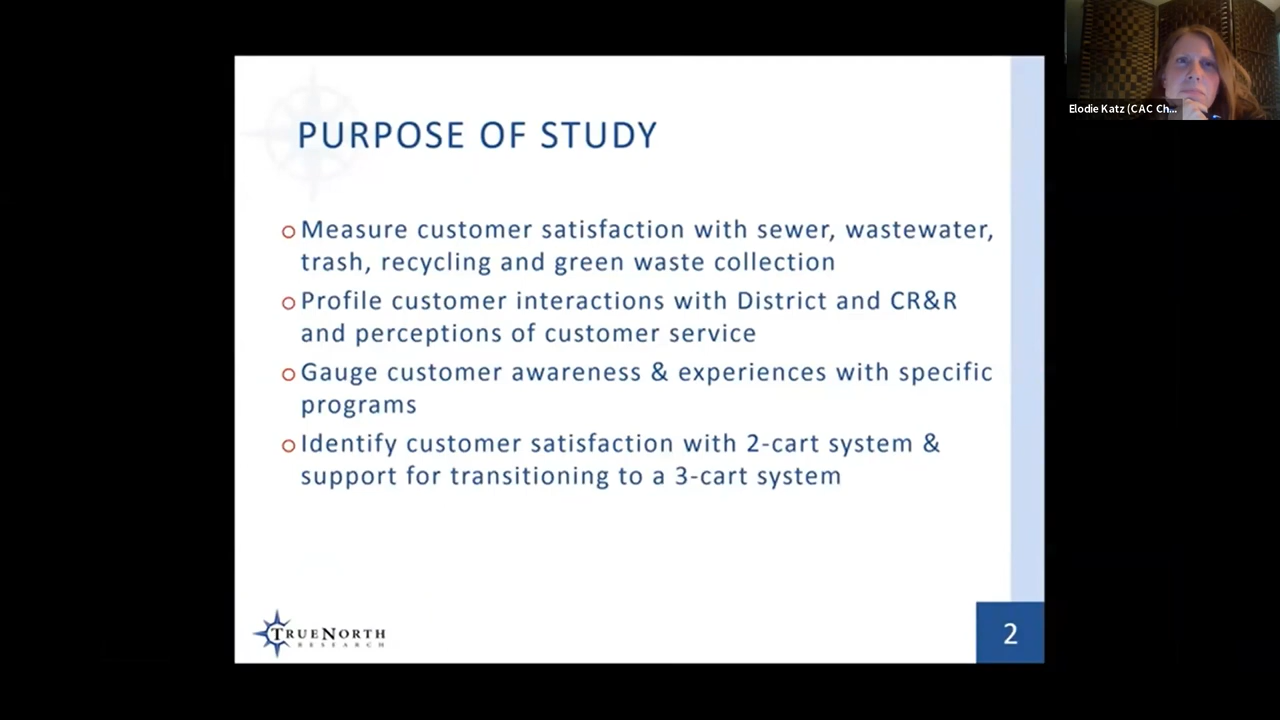 Elodie Katz (CAC Ch...
PURPOSE OF STUDY
Measure customer satisfaction with sewer, wastewater,
trash, recycling and green waste collection
Profile customer interactions with District and CR&R
and perceptions of customer service
Gauge customer awareness & experiences with specific
programs
Identify customer satisfaction with 2-cart system &
support for transitioning to a 3-cart system
TRUENORTH
RESEARCH
2